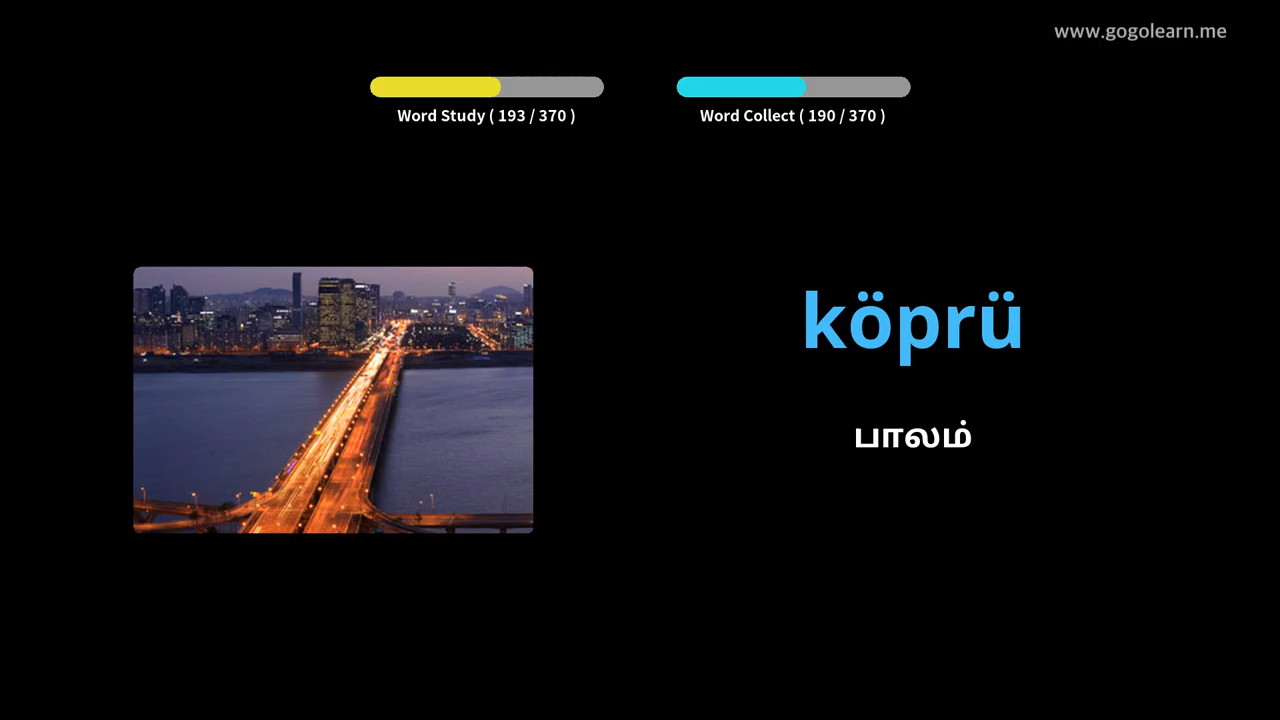 www.gogolearn.me
Word Study ( 193 / 370 )
Word Collect ( 190 / 370 )
köprü
பாலம்